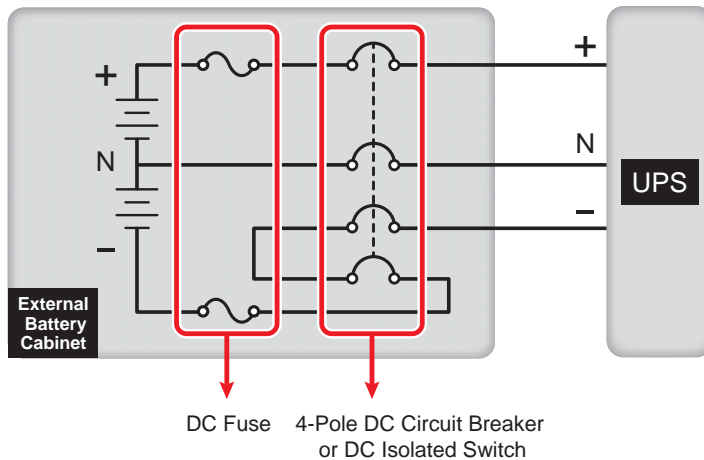 +
+
N
N
UPS
–
–
External
Battery
Cabinet
DC Fuse
4-Pole DC Circuit Breaker
or DC Isolated Switch